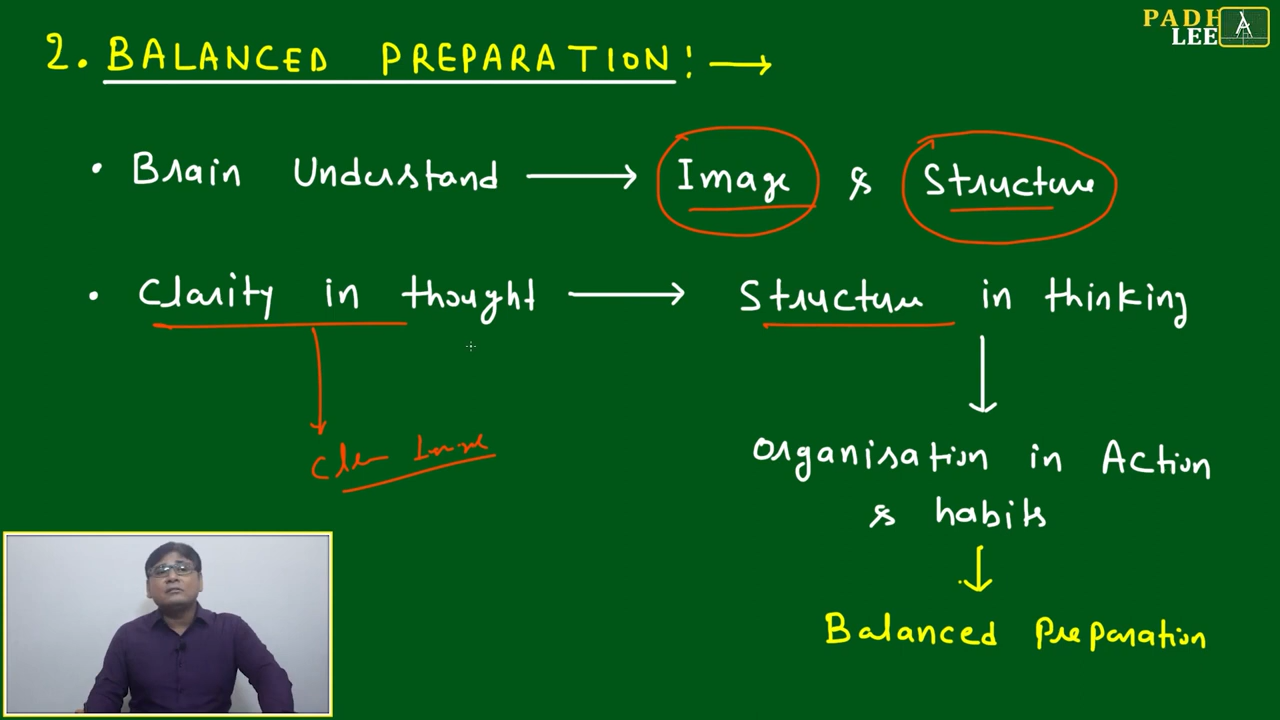 PADH
LEE
2. BALANCED PREPARATION! →
• Brain Understand → Image & Structure
• Clarity in thought → Structure in thinking
Organisation in Action
& habits
Balanced Preparation